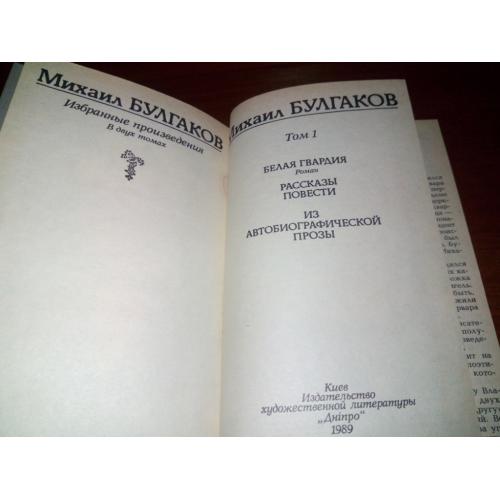 Михаил БУЛГАКОВ
Избранные произведения
В двух томах
Михаил БУЛГАКОВ
Том 1
БЕЛАЯ ГВАРДИЯ
Роман
РАССКАЗЫ
ПОВЕСТИ
ИЗ
АВТОБИОГРАФИЧЕСКОЙ
ПРОЗЫ
Киев
Издательство
художественной литературы
„Дніпро"
1989